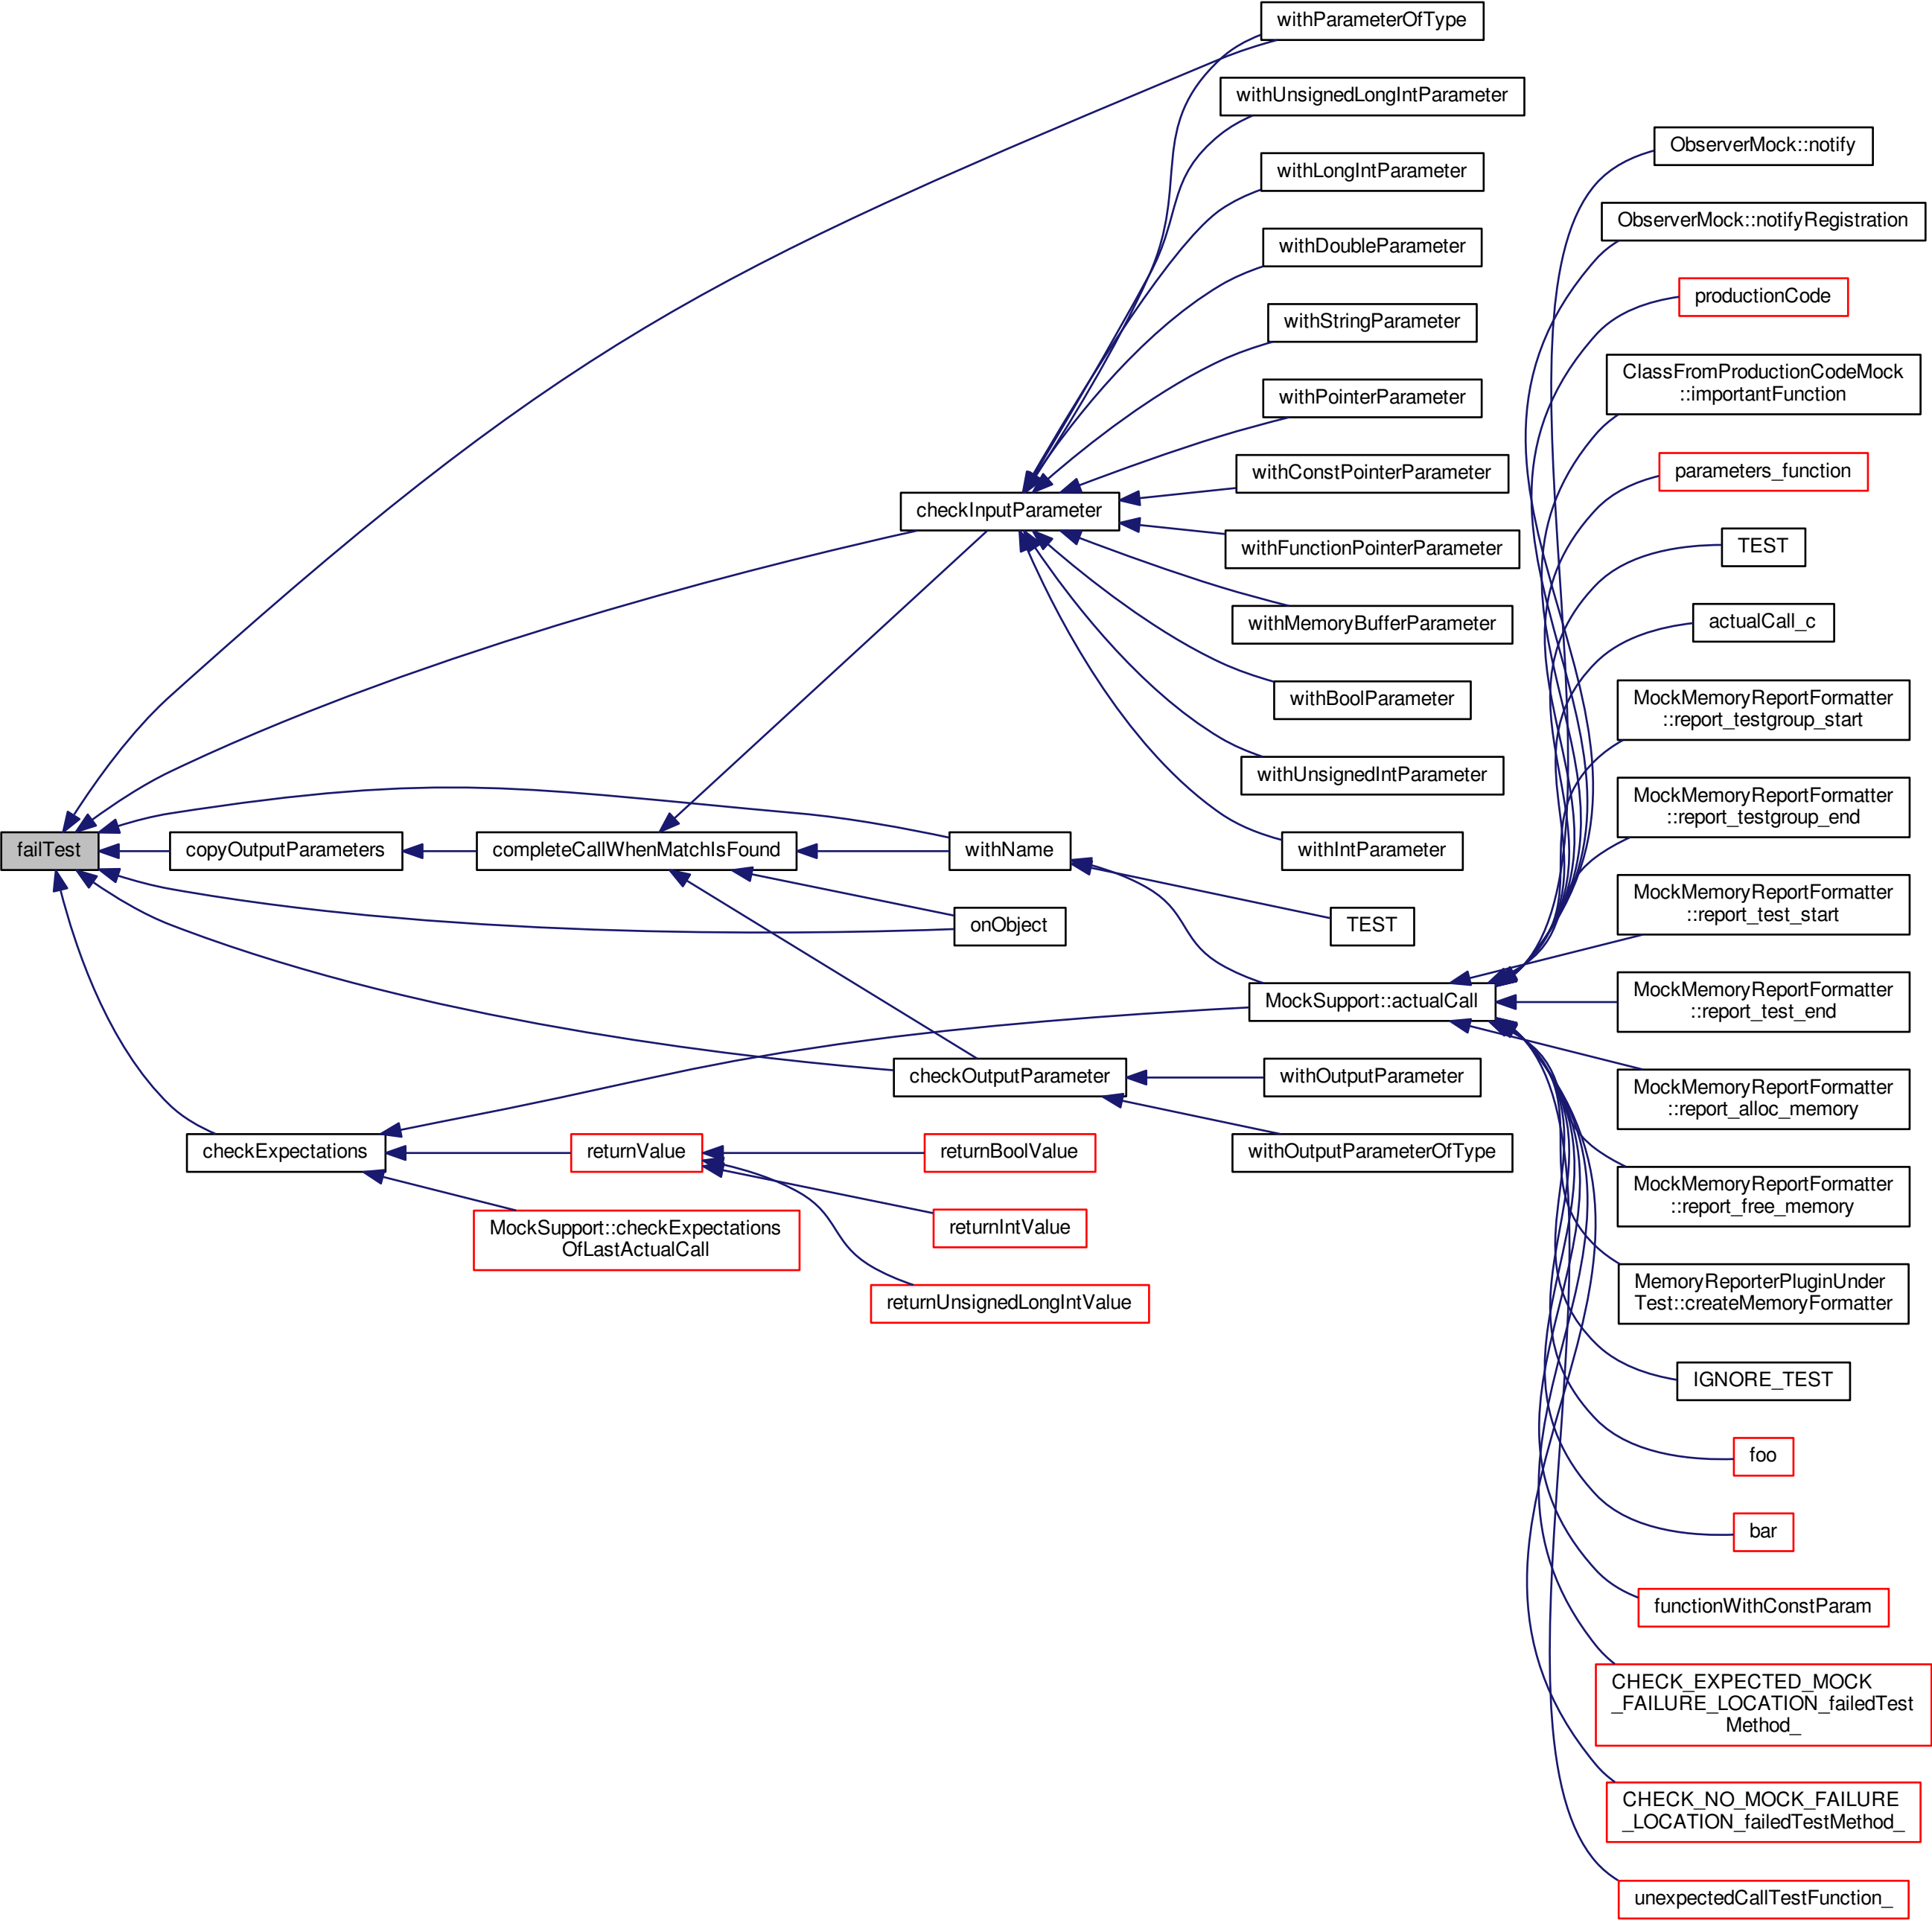 withParameterOfType
withUnsignedLongIntParameter
ObserverMock::notify
withLongIntParameter
ObserverMock::notifyRegistration
withDoubleParameter
productionCode
withStringParameter
ClassFromProductionCodeMock
::importantFunction
withPointerParameter
parameters_function
withConstPointerParameter
checkInputParameter
TEST
withFunctionPointerParameter
actualCall_c
withMemoryBufferParameter
withBoolParameter
MockMemoryReportFormatter
::report_testgroup_start
withUnsignedIntParameter
MockMemoryReportFormatter
::report_testgroup_end
failTest
copyOutputParameters
completeCallWhenMatchIsFound
withName
withIntParameter
onObject
TEST
MockMemoryReportFormatter
::report_test_start
MockSupport::actualCall
MockMemoryReportFormatter
::report_test_end
checkOutputParameter
withOutputParameter
MockMemoryReportFormatter
::report_alloc_memory
checkExpectations
returnValue
returnBoolValue
withOutputParameterOfType
MockMemoryReportFormatter
::report_free_memory
MockSupport::checkExpectations
OfLastActualCall
returnIntValue
returnUnsignedLongIntValue
MemoryReporterPluginUnder
Test::createMemoryFormatter
IGNORE_TEST
foo
bar
functionWithConstParam
CHECK_EXPECTED_MOCK
_FAILURE_LOCATION_failedTest
Method_
CHECK_NO_MOCK_FAILURE
_LOCATION_failedTestMethod_
unexpectedCallTestFunction_